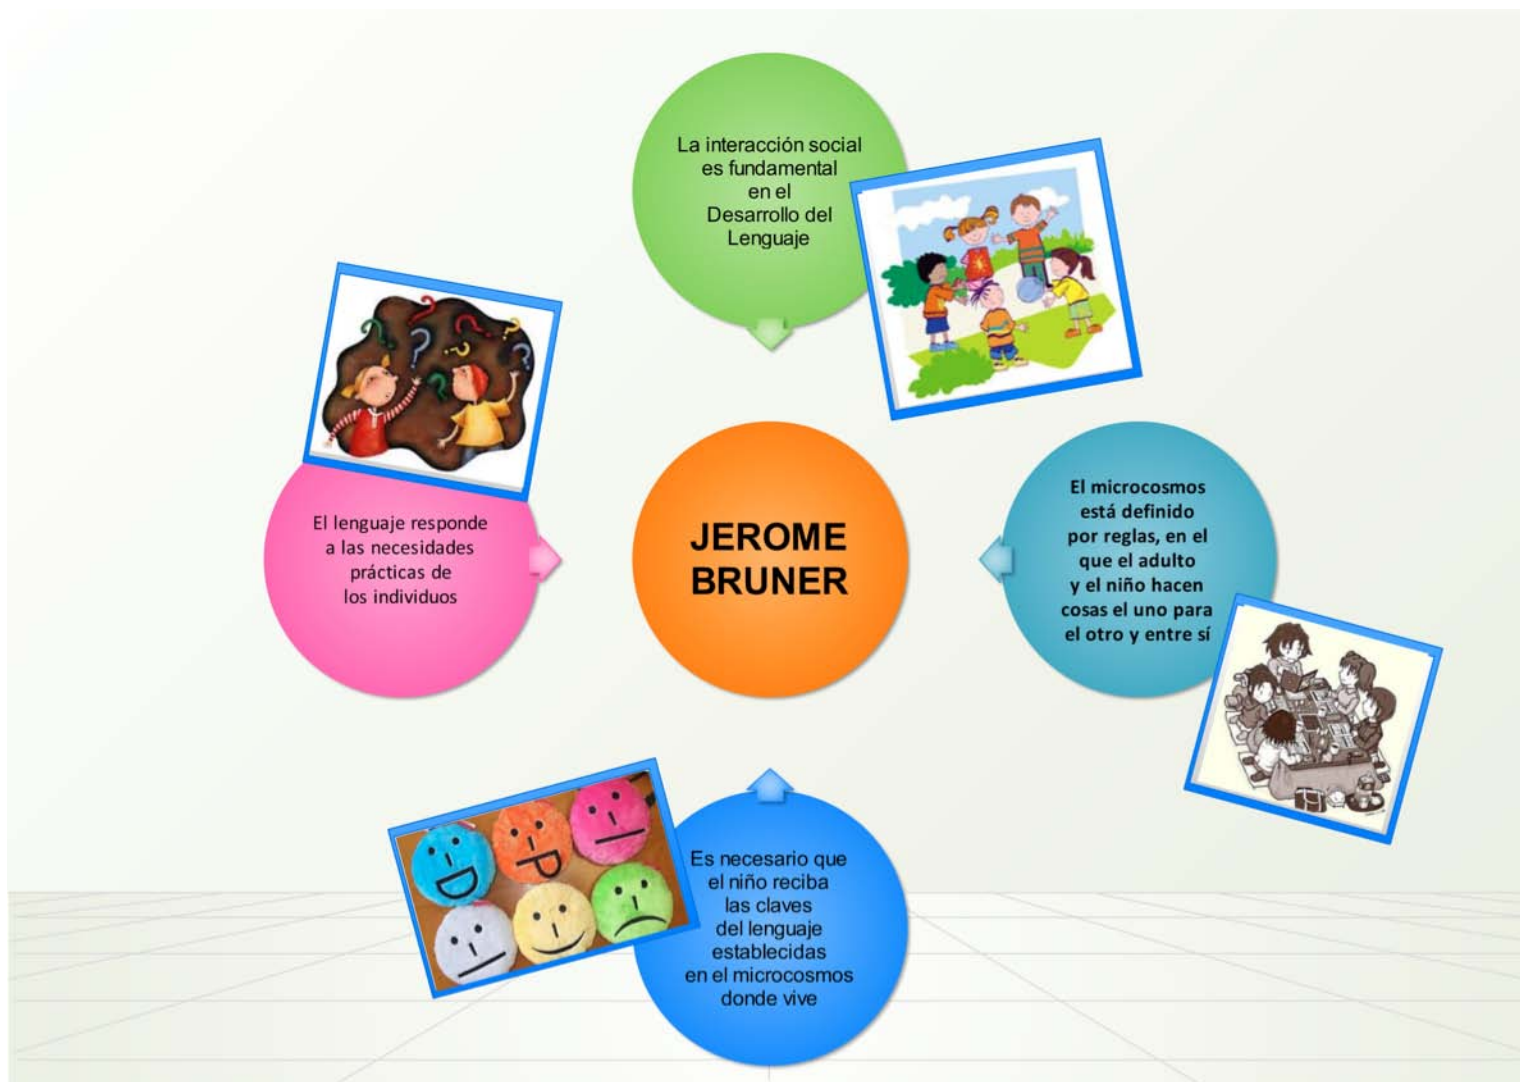 La interacción social
es fundamental
en el
Desarrollo del
Lenguaje
El lenguaje responde
a las necesidades
prácticas de
los individuos
JEROME
BRUNER
El microcosmos
está definido
por reglas, en el
que el adulto
y el niño hacen
cosas el uno para
el otro y entre sí
Es necesario que
el niño reciba
las claves
del lenguaje
establecidas
en el microcosmos
donde vive